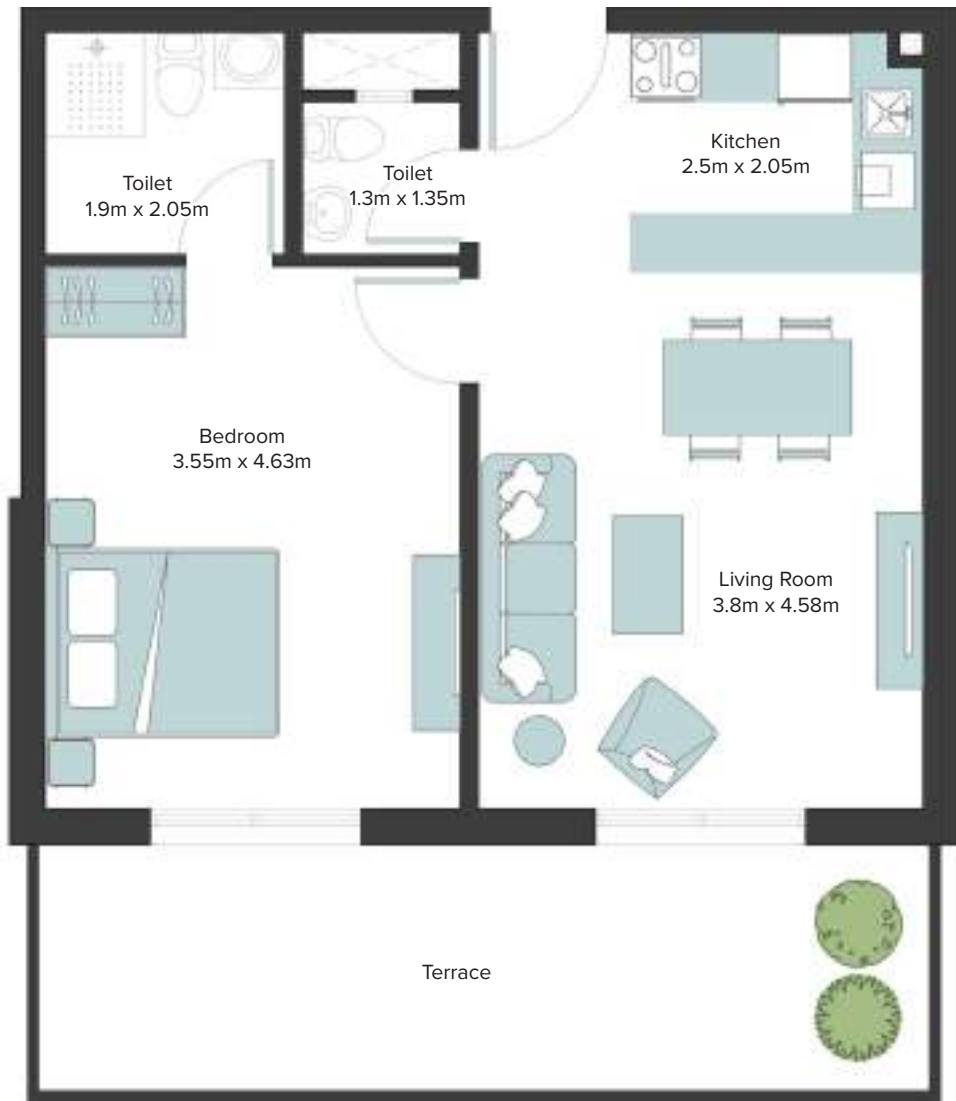 Kitchen
2.5m x 2.05m
Toilet
1.9m x 2.05m
Toilet
1.3m x 1.35m
Bedroom
3.55m x 4.63m
Living Room
3.8m x 4.58m
Terrace